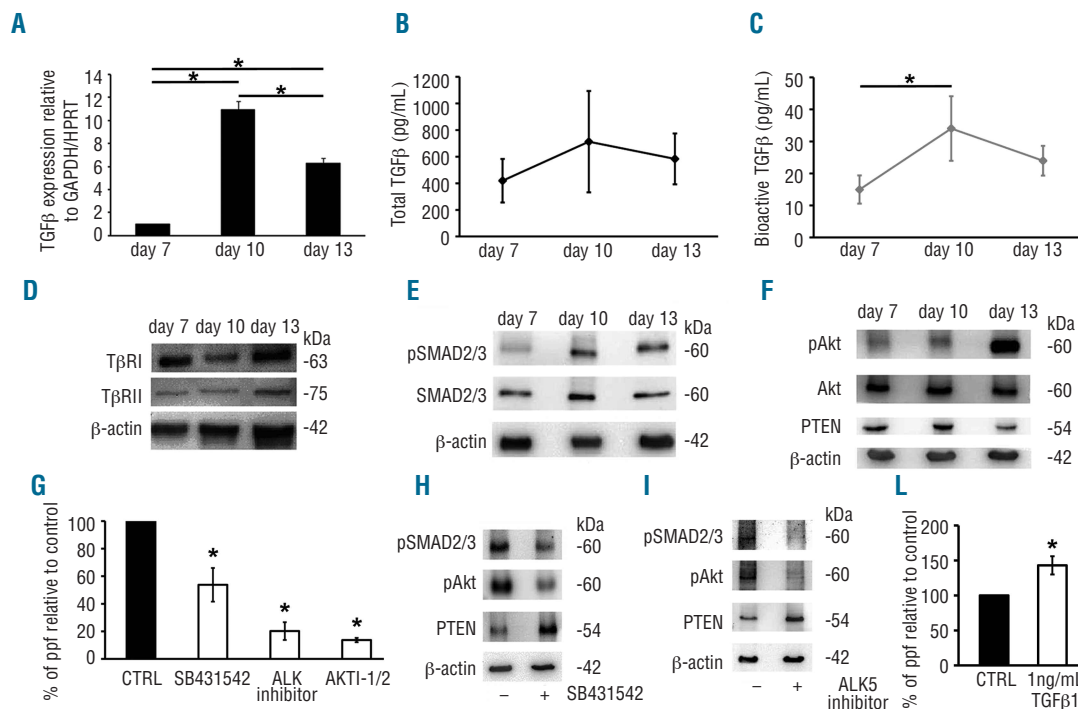 A
TGFβ expression relative
to GAPDH/HPRT
14
12
10
8
6
4
2
0
*
*
*
day 7 day 10 day 13
B
Total TGFβ (pg/mL)
1200
1000
800
600
400
200
0
day 7 day 10 day 13
C
Bioactive TGFβ (pg/mL)
50
40
30
20
10
0
*
day 7 day 10 day 13
D
day 7 day 10 day 13
kDa
TβRI -63
TβRII -75
β-actin -42
E
day 7 day 10 day 13
kDa
pSMAD2/3 -60
SMAD2/3 -60
β-actin -42
F
day 7 day 10 day 13
kDa
pAkt -60
Akt -60
PTEN -54
β-actin -42
G
% of ppf relative to control
100
80
60
40
20
0
*
*
*
CTRL SB431542 ALK AKTI-1/2
inhibitor
H
kDa
pSMAD2/3 -60
pAkt -60
PTEN -54
β-actin -42
– + SB431542
I
kDa
pSMAD2/3 -60
pAkt -60
PTEN -54
β-actin -42
– + ALK5
inhibitor
L
% of ppf relative to control
200
150
100
50
0
*
CTRL 1ng/mL
TGFβ1